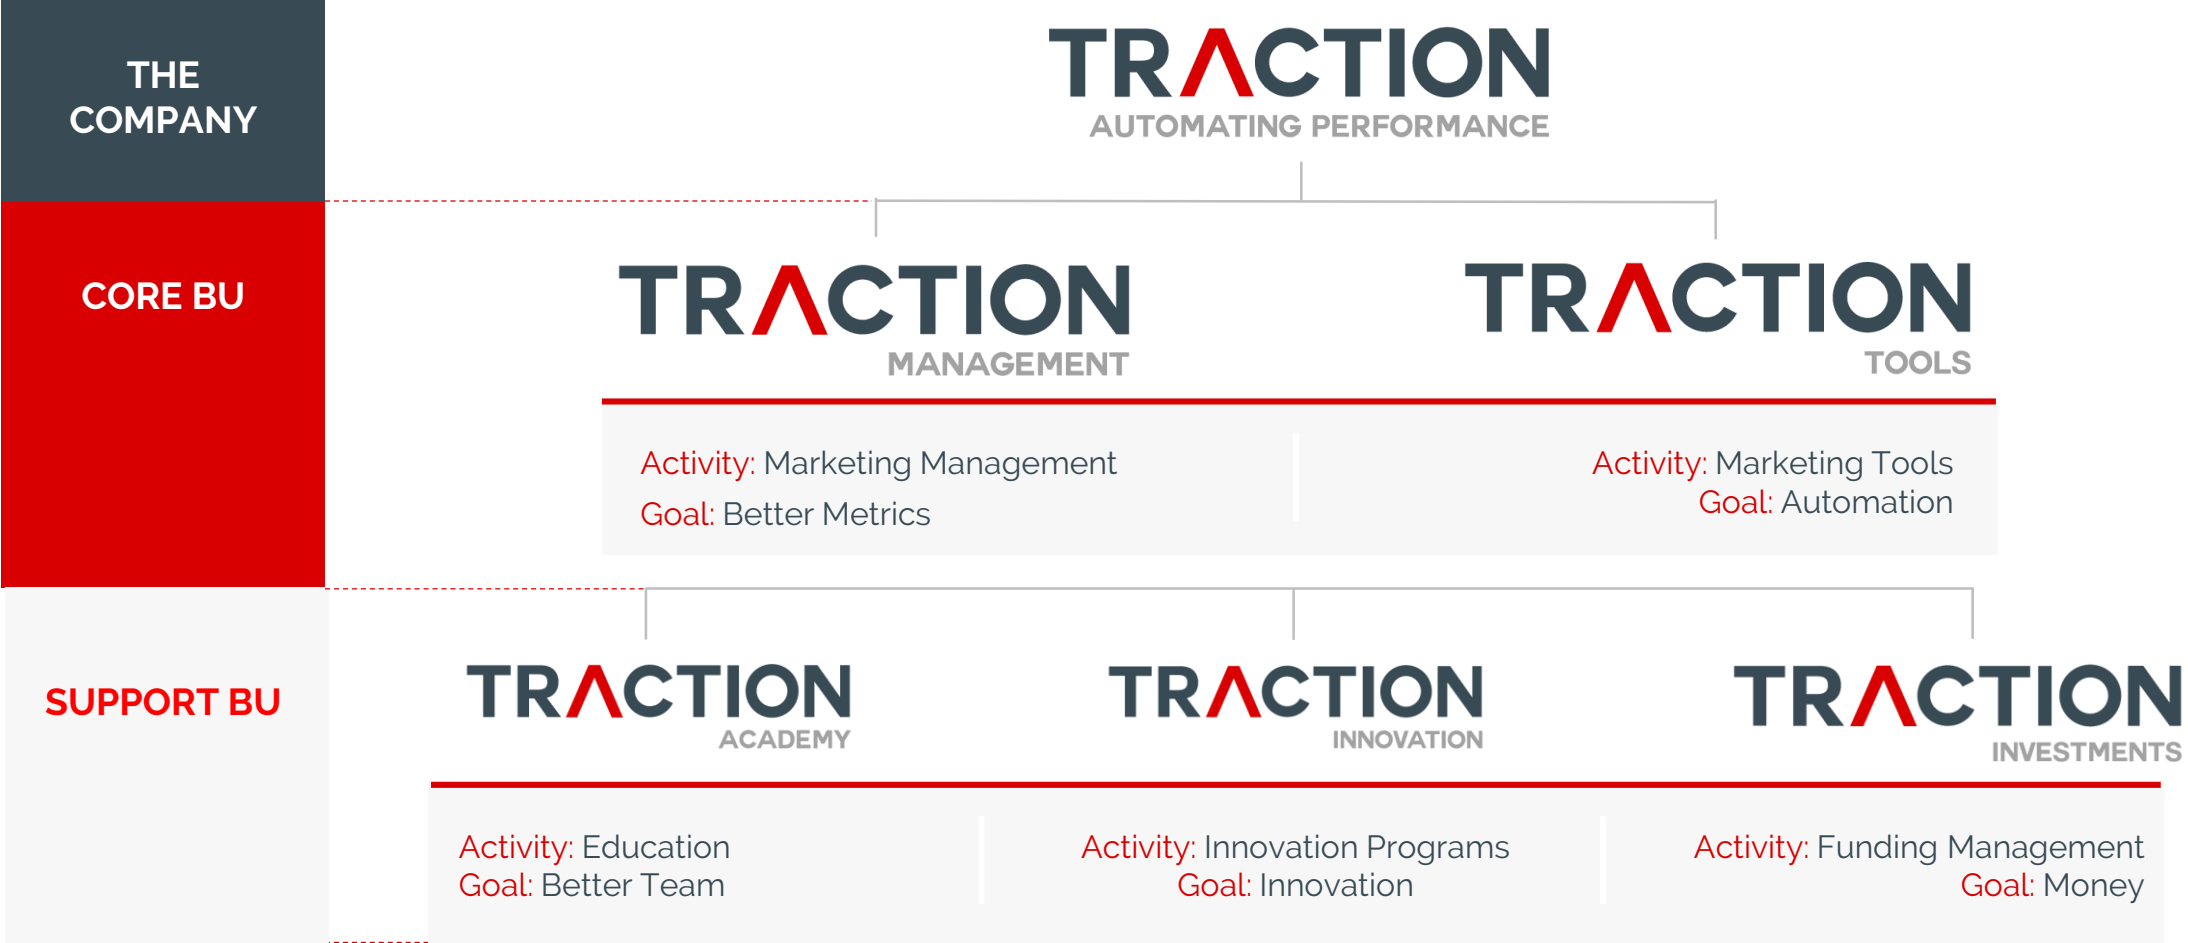 THE
COMPANY
TRACTION
AUTOMATING PERFORMANCE
CORE BU
TRACTION
MANAGEMENT
TRACTION
TOOLS
Activity: Marketing Management
Goal: Better Metrics
Activity: Marketing Tools
Goal: Automation
SUPPORT BU
TRACTION
ACADEMY
TRACTION
INNOVATION
TRACTION
INVESTMENTS
Activity: Education
Goal: Better Team
Activity: Innovation Programs
Goal: Innovation
Activity: Funding Management
Goal: Money